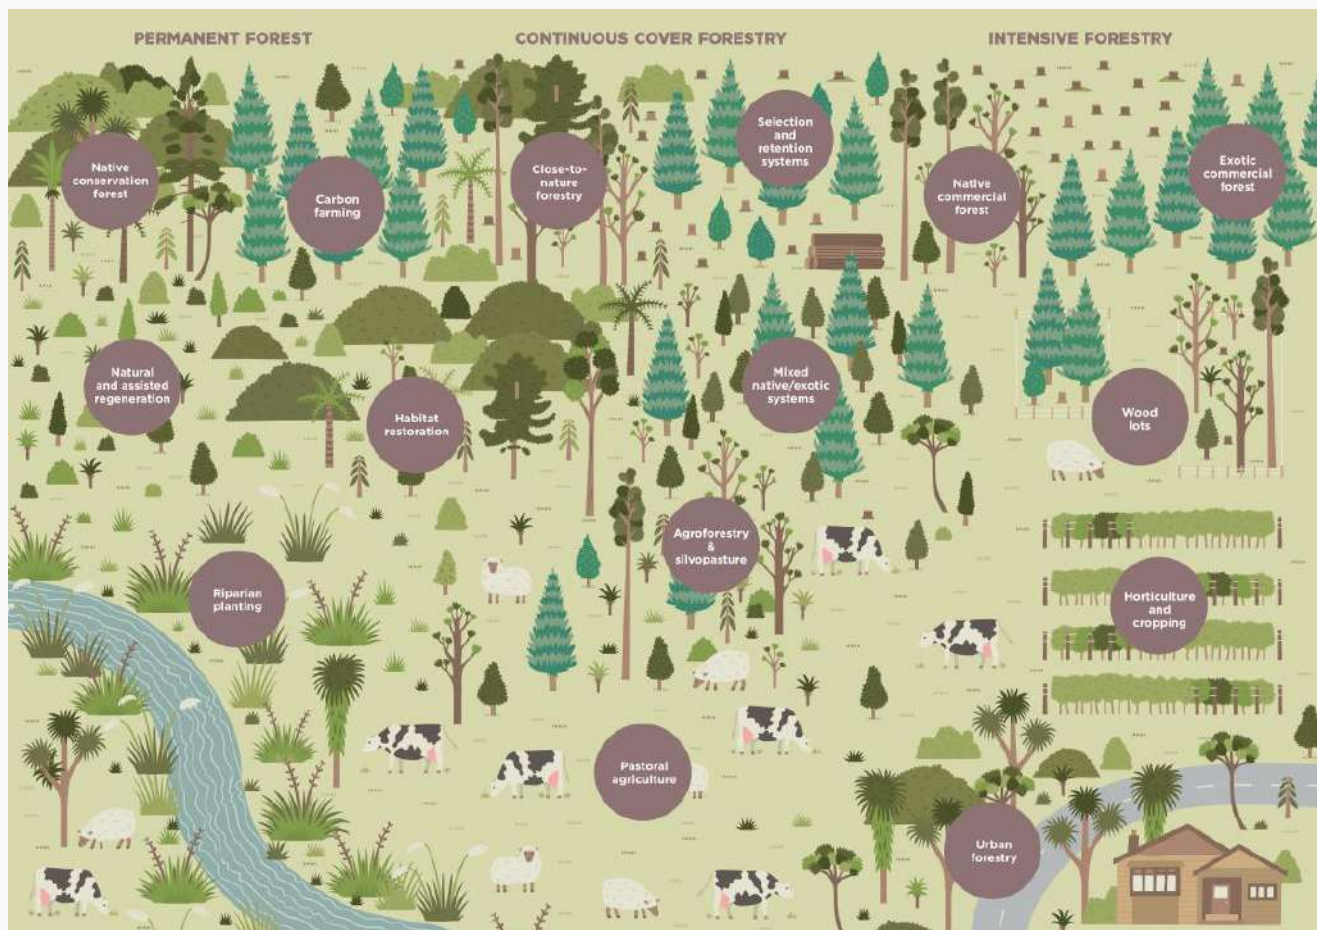 PERMANENT FOREST
CONTINUOUS COVER FORESTRY
INTENSIVE FORESTRY
Native
conservation
forest
Carbon
farming
Close-to-
nature
forestry
Selection
and
retention
systems
Native
commercial
forest
Exotic
commercial
forest
Natural
and assisted
regeneration
Habitat
restoration
Mixed
native/exotic
systems
Wood
lots
Riparian
planting
Agroforestry
&
silvopasture
Horticulture
and
cropping
Pastoral
agriculture
Urban
forestry